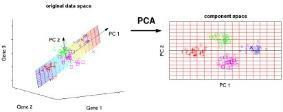 original data space
PCA
component space
PC 1
PC 2
Gene 3
PC 2
Gene 2
Gene 1
PC 1